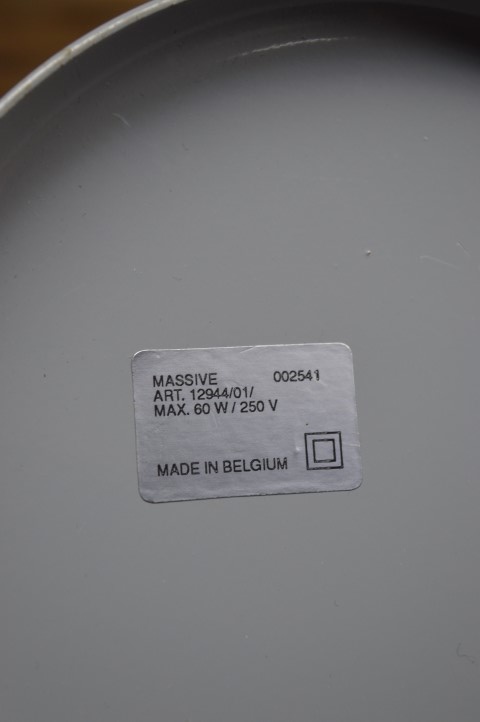 MASSIVE 002541
ART. 12944/01/
MAX. 60 W / 250 V
MADE IN BELGIUM